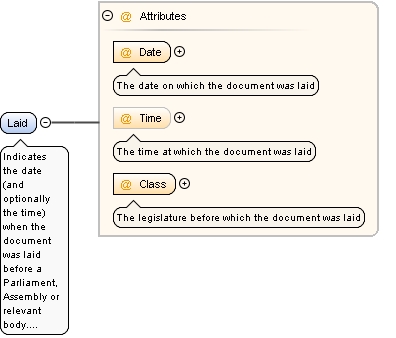 @ Attributes
@ Date
The date on which the document was laid
@ Time
The time at which the document was laid
@ Class
The legislature before which the document was laid
Laid
Indicates
the date
(and
optionally
the time)
when the
document
was laid
before a
Parliament,
Assembly or
relevant
body....